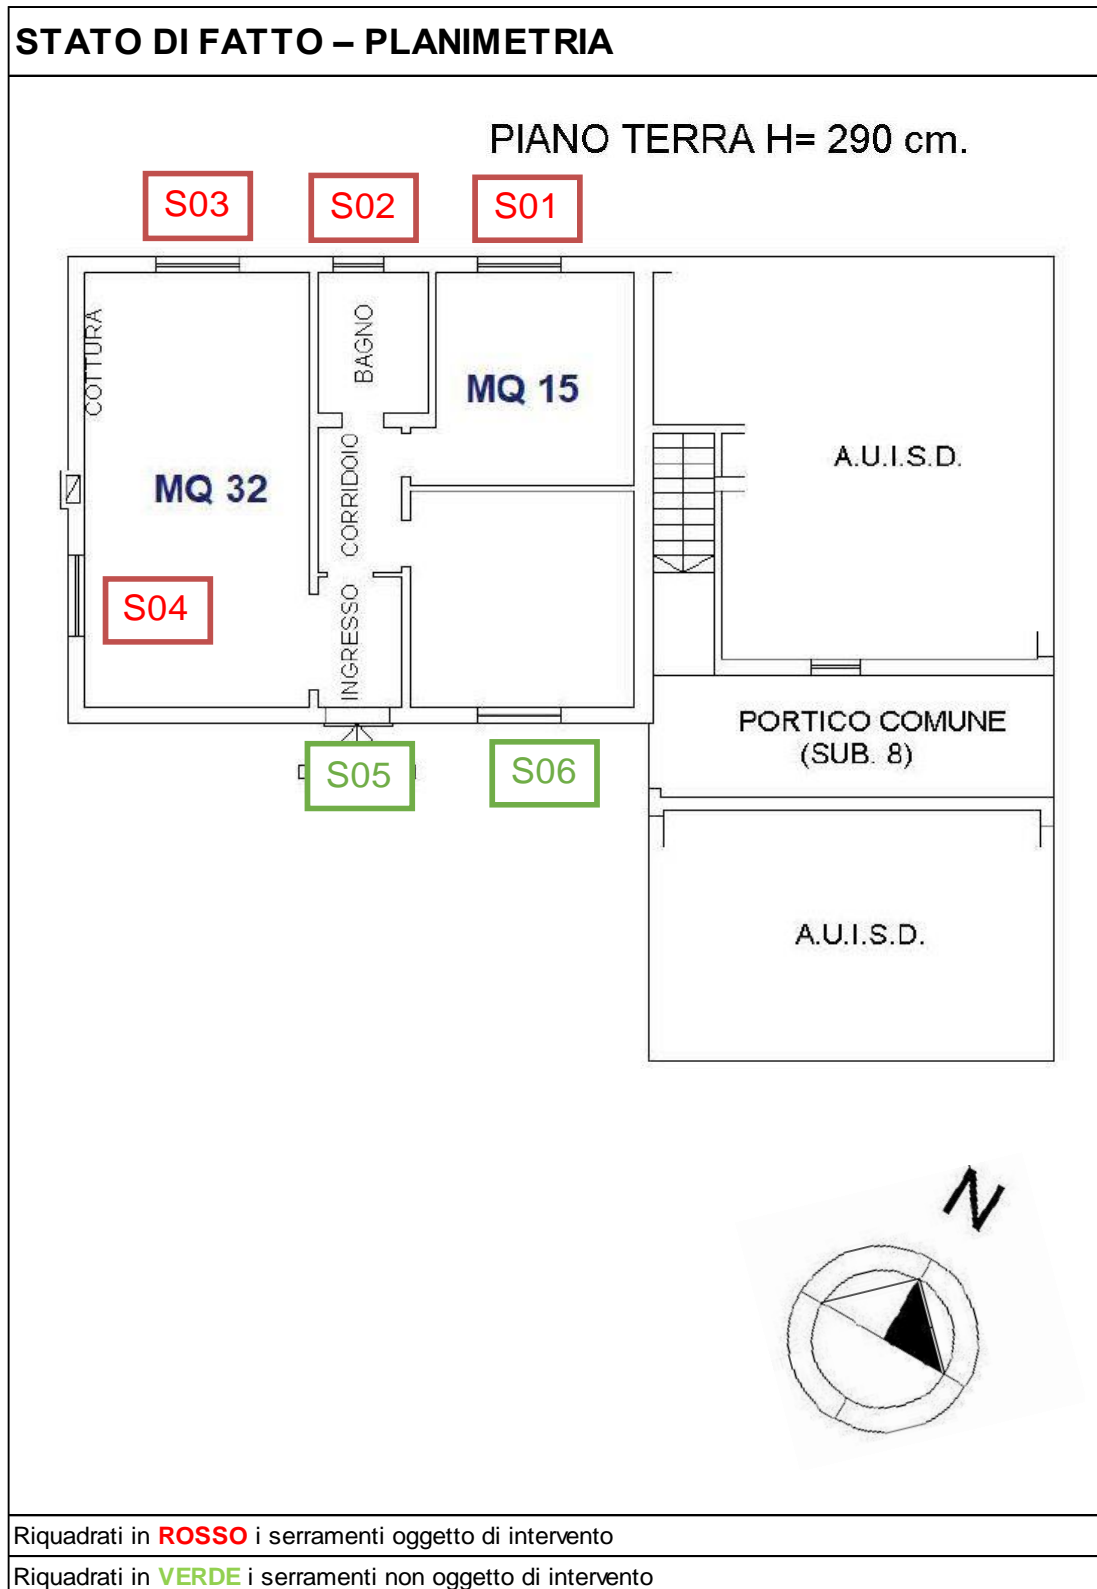 STATO DI FATTO – PLANIMETRIA
PIANO TERRA H= 290 cm.
S03
S02
S01
COTTURA
BAGNO
MQ 15
A.U.I.S.D.
MQ 32
CORRIDOIO
S04
INGRESSO
PORTICO COMUNE
(SUB. 8)
S05
S06
A.U.I.S.D.
N
Riquadrati in ROSSO i serramenti oggetto di intervento
Riquadrati in VERDE i serramenti non oggetto di intervento